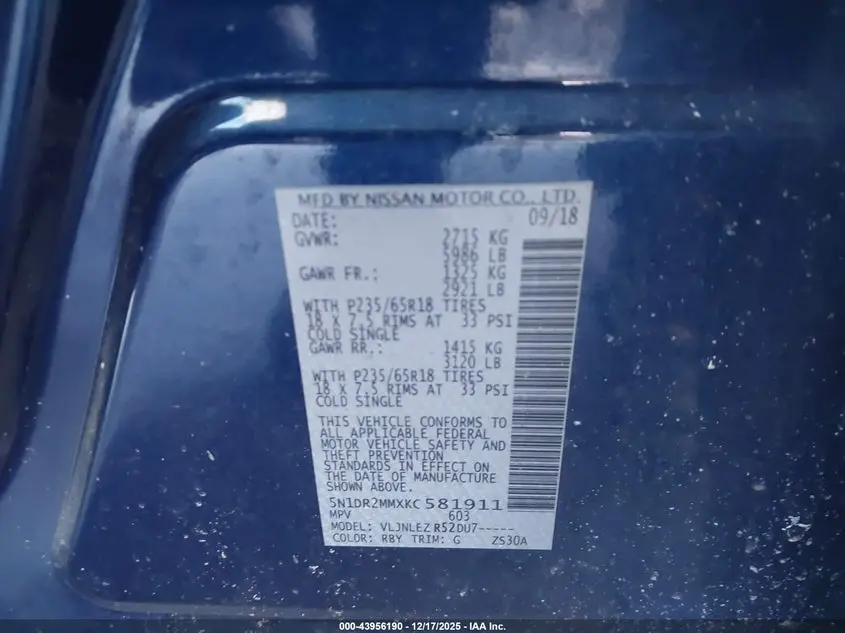 MFD BY NISSAN MOTOR CO., LTD.
DATE: 09/18
GVWR: 2715 KG
5986 LB
GAWR FR.: 1325 KG
2921 LB
WITH P235/65R18 TIRES
18 X 7.5 RIMS AT 33 PSI
COLD SINGLE
GAWR RR.: 1415 KG
3120 LB
WITH P235/65R18 TIRES
18 X 7.5 RIMS AT 33 PSI
COLD SINGLE
THIS VEHICLE CONFORMS TO
ALL APPLICABLE FEDERAL
MOTOR VEHICLE SAFETY AND
THEFT PREVENTION
STANDARDS IN EFFECT ON
THE DATE OF MANUFACTURE
SHOWN ABOVE.
5N1DR2MMXKC 581911
MPV 603
MODEL: VLJNLEZ R52DU7-----
COLOR: RBY TRIM: G ZS30A
000-43956190 - 12/17/2025 - IAA Inc.